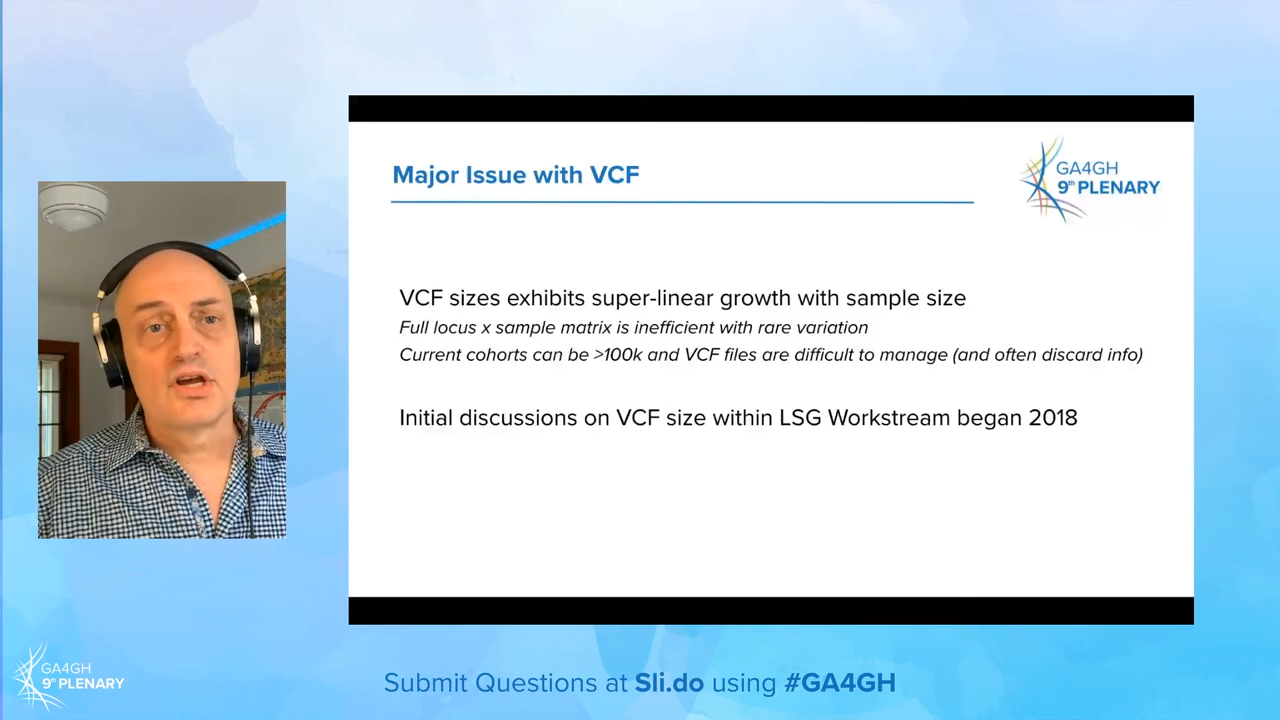 Major Issue with VCF
GA4GH
9th PLENARY
VCF sizes exhibits super-linear growth with sample size
Full locus x sample matrix is inefficient with rare variation
Current cohorts can be >100k and VCF files are difficult to manage (and often discard info)
Initial discussions on VCF size within LSG Workstream began 2018
GA4GH
9th PLENARY
Submit Questions at Sli.do using #GA4GH